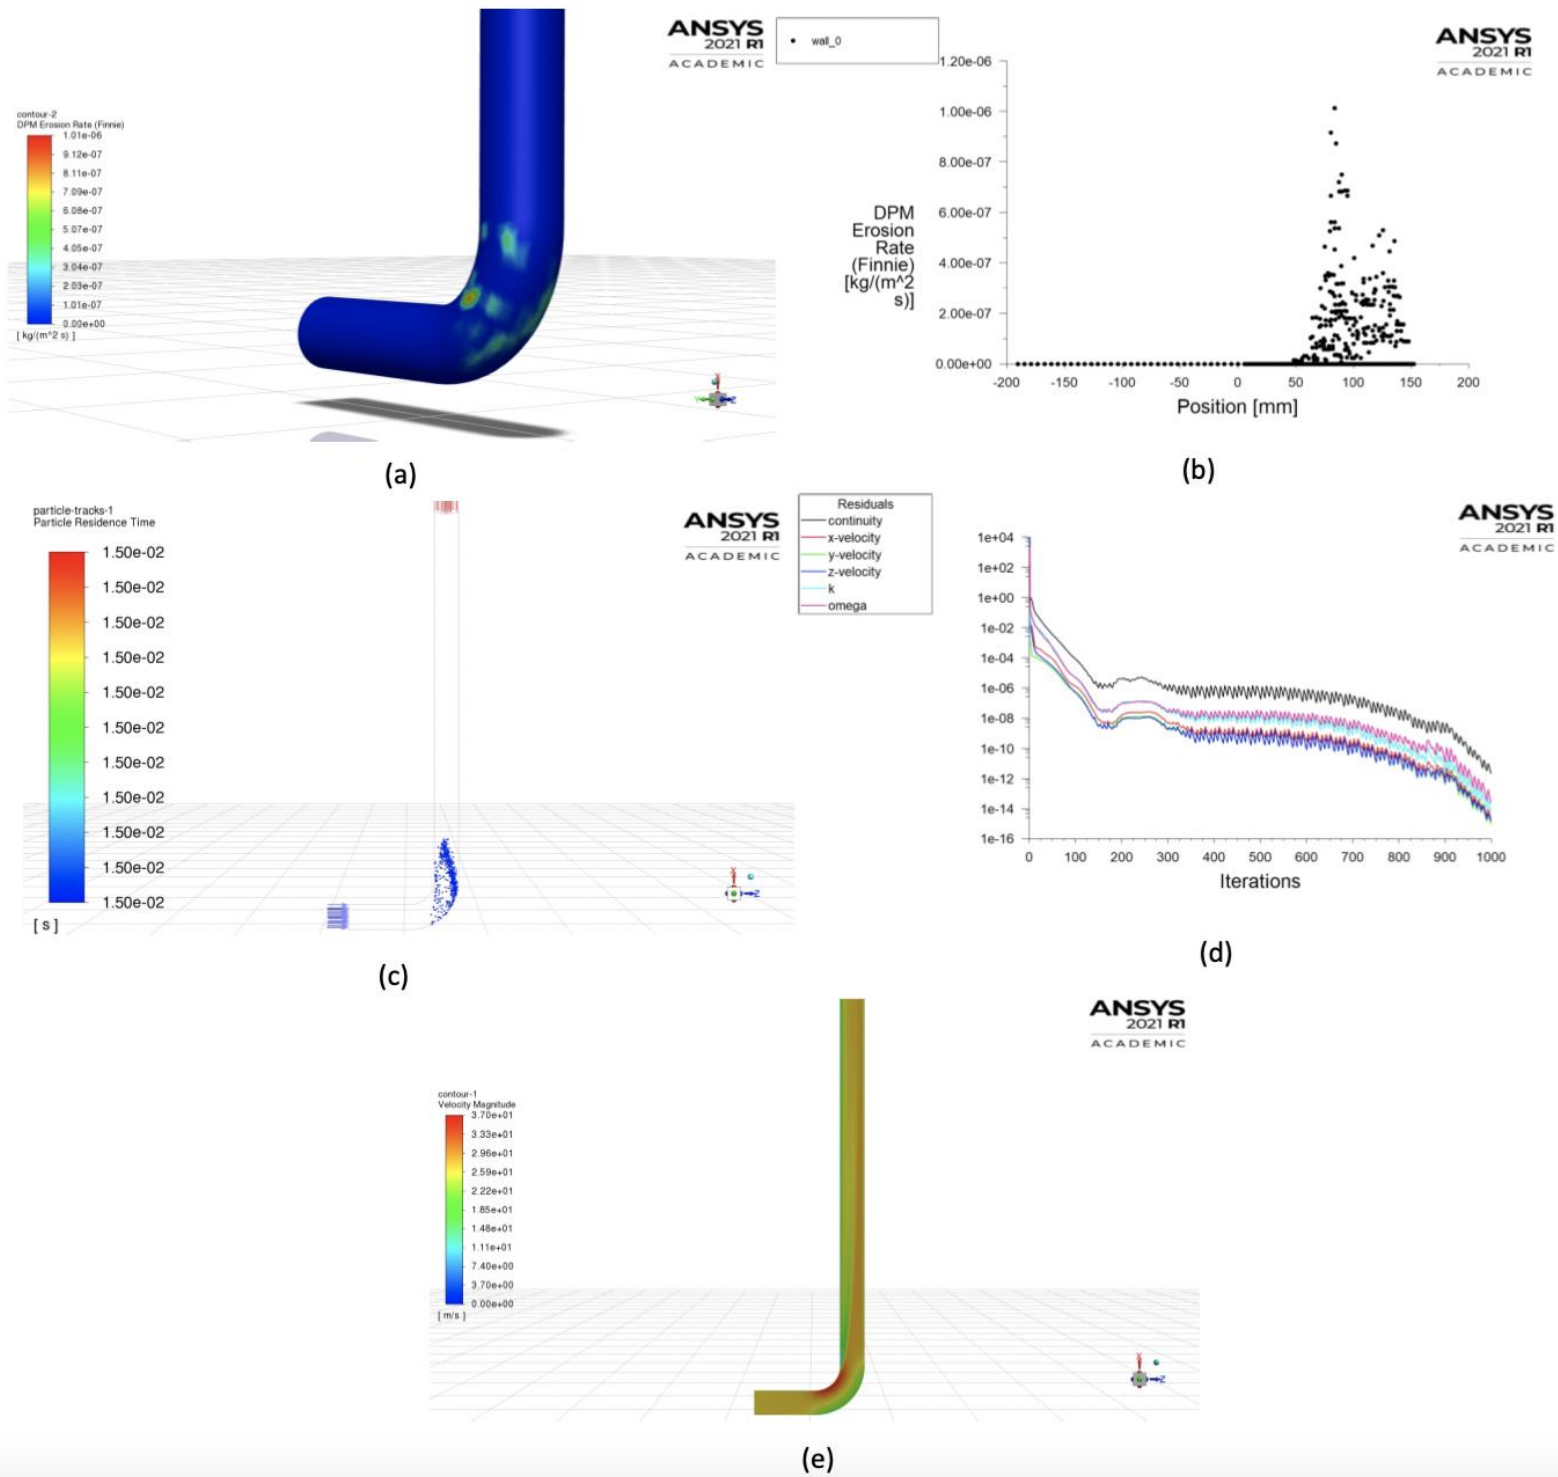 ANSYS
2021 R1
ACADEMIC
contour-2
DPM Erosion Rate (Finnie)
1.01e-06
9.12e-07
8.11e-07
7.09e-07
6.08e-07
5.07e-07
4.05e-07
3.04e-07
2.03e-07
1.01e-07
0.00e+00
[ kg/(m^2 s) ]
X
Y
Z
(a)
wall_0
ANSYS
2021 R1
ACADEMIC
1.20e-06
1.00e-06
8.00e-07
6.00e-07
4.00e-07
2.00e-07
0.00e+00
DPM
Erosion
Rate
(Finnie)
[kg/(m^2
s)]
-200 -150 -100 -50 0 50 100 150 200
Position [mm]
(b)
particle-tracks-1
Particle Residence Time
1.50e-02
1.50e-02
1.50e-02
1.50e-02
1.50e-02
1.50e-02
1.50e-02
1.50e-02
1.50e-02
1.50e-02
1.50e-02
[ s ]
ANSYS
2021 R1
ACADEMIC
X
Z
(c)
Residuals
continuity
x-velocity
y-velocity
z-velocity
k
omega
ANSYS
2021 R1
ACADEMIC
1e+04
1e+02
1e+00
1e-02
1e-04
1e-06
1e-08
1e-10
1e-12
1e-14
1e-16
0 100 200 300 400 500 600 700 800 900 1000
Iterations
(d)
ANSYS
2021 R1
ACADEMIC
contour-1
Velocity Magnitude
3.70e+01
3.33e+01
2.96e+01
2.59e+01
2.22e+01
1.85e+01
1.48e+01
1.11e+01
7.40e+00
3.70e+00
0.00e+00
[ m/s ]
X
Z
(e)